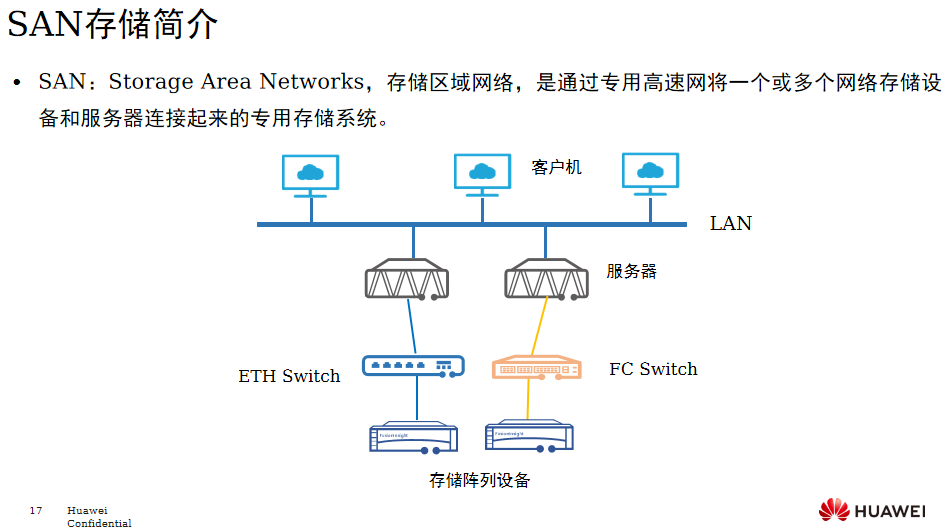 SAN存储简介
• SAN：Storage Area Networks，存储区域网络，是通过专用高速网将一个或多个网络存储设
备和服务器连接起来的专用存储系统。
客户机
LAN
服务器
ETH Switch
FC Switch
FusionInsight
FusionInsight
存储阵列设备
17
Huawei
Confidential
HUAWEI